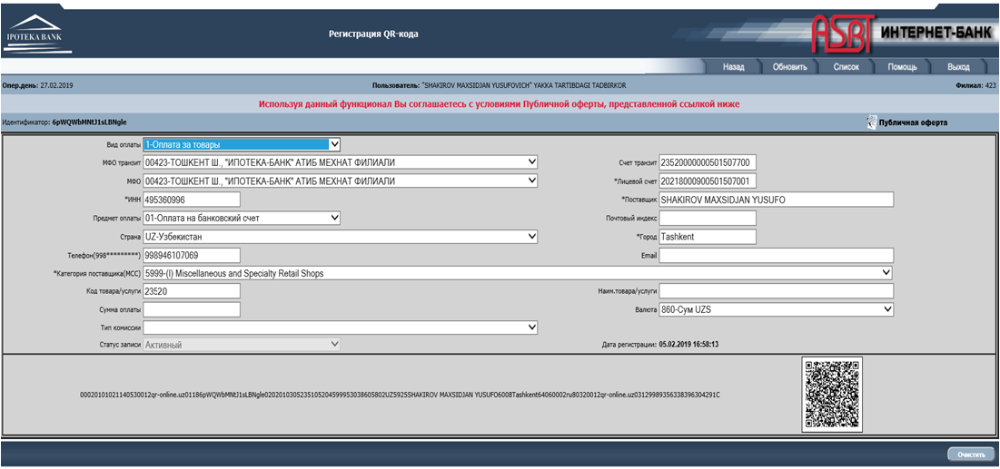 IPOTEKA BANK
Регистрация QR-кода
ASBT ИНТЕРНЕТ-БАНК
Назад Обновить Список Помощь Выход
Опер.день: 27.02.2019 Пользователь: "SHAKIROV MAXSIDJAN YUSUFOVICH" YAKKA TARTIBDAGI TADBIRKOR Филиал: 423
Используя данный функционал Вы соглашаетесь с условиями Публичной оферты, представленной ссылкой ниже
Идентификатор: 6pWQWbMNtJ1sLBNgle Публичная оферта
Вид оплаты 1-Оплата за товары
МФО транзит 00423-ТОШКЕНТ Ш., "ИПОТЕКА-БАНК" АТИБ МЕХНАТ ФИЛИАЛИ Счет транзит 23520000000501507700
МФО 00423-ТОШКЕНТ Ш., "ИПОТЕКА-БАНК" АТИБ МЕХНАТ ФИЛИАЛИ *Лицевой счет 20218000900501507001
*ИНН 495360996 *Поставщик SHAKIROV MAXSIDJAN YUSUFO
Предмет оплаты 01-Оплата на банковский счет Почтовый индекс
Страна UZ-Узбекистан *Город Tashkent
Телефон(998*********) 998946107069 Email
*Категория поставщика(MCC) 5999-(I) Miscellaneous and Specialty Retail Shops
Код товара/услуги 23520 Наим.товара/услуги
Сумма оплаты Валюта 860-Сум UZS
Тип комиссии
Статус записи Активный Дата регистрации: 05.02.2019 16:58:13
00020101021140530012qr-online.uz01186pWQWbMNtJ1sLBNgle0202010305235105204599953038605802UZ5925SHAKIROV MAXSIDJAN YUSUFO6008Tashkent64060002ru80320012qr-online.uz03129989356338396304291C
Очистить